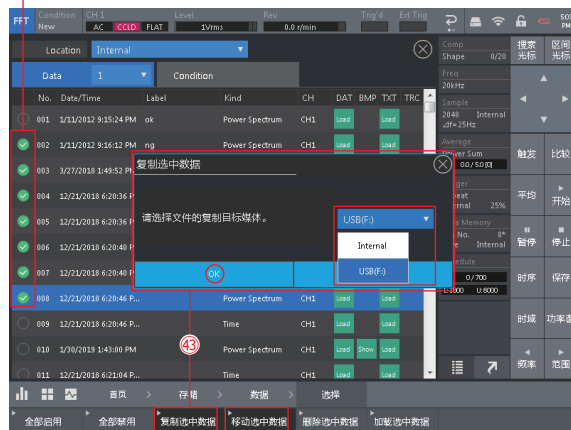 FFT Condition CH 1 Level Rev Trig'd Ext Trig
New AC CCLD FLAT 1Vrms 0.0 r/min
Location Internal
Data 1 Condition
No. Date/Time Label Kind CH DAT BMP TXT TRC
001 1/11/2012 9:15:24 PM ok Power Spectrum CH1 Load Load
002 1/11/2012 9:16:12 PM ng Power Spectrum CH1 Load Load
003 3/27/2018 1:49:52 PM
004 12/21/2018 6:20:36 P
005 12/21/2018 6:20:36 P
006 12/21/2018 6:20:40 P
007 12/21/2018 6:20:40 P
008 12/21/2018 6:20:46 P... Power Spectrum CH1 Load Load
009 12/21/2018 6:20:46 P... Time CH1 Load Load
010 1/30/2019 1:43:00 PM Power Spectrum CH1 Load Show Load
011 12/21/2018 6:21:04 P... Time CH1 Load Load
复制选中数据
请选择文件的复制目标媒体。
USB(F:)
Internal
USB(F:)
OK
43
Comp
Shape 0/20
Freq
20kHz
Sample
2048 Internal
⊿f=25Hz
Average
Power Sum
0.0 / 5.0 [0]
25%
Memory
No. 0*
Internal
0 / 700
U:8000
搜索光标
区间光标
触发 比较
平均 开始
暂停 停止
时序 保存
时域
频率 范围
首页 > 存储 > 数据 > 选择
全部启用 全部禁用 复制选中数据 移动选中数据 删除选中数据 加载选中数据